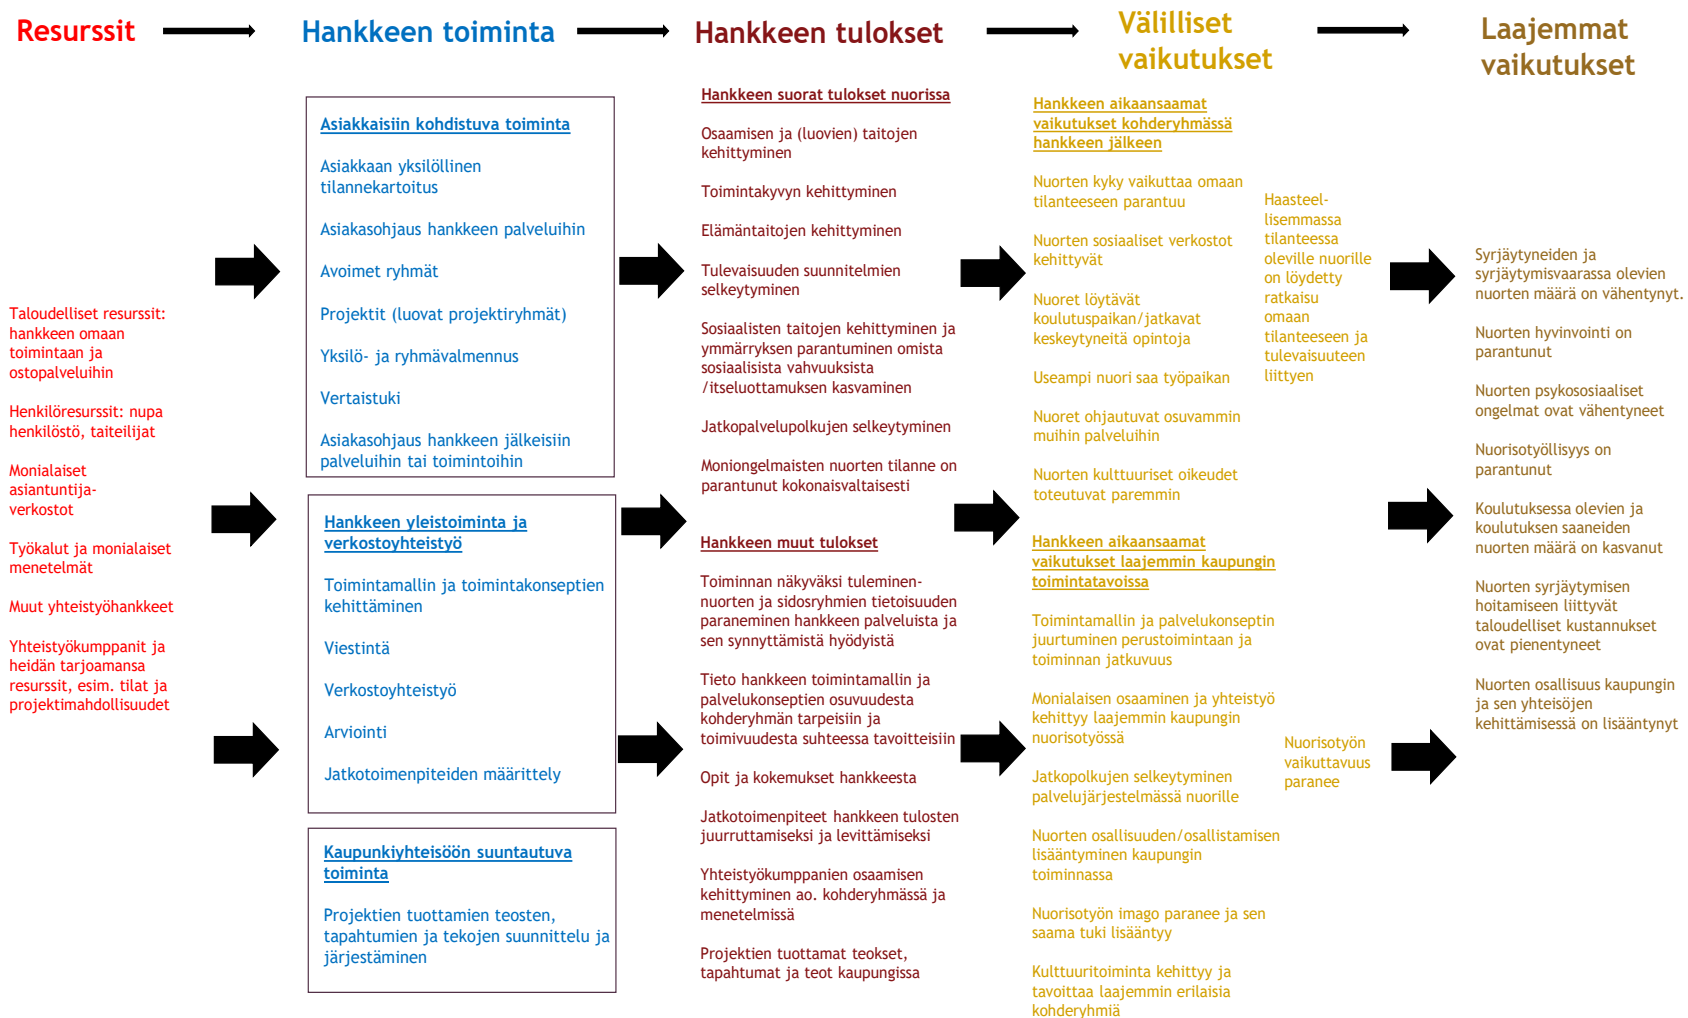 Resurssit
Hankkeen toiminta
Hankkeen tulokset
Välilliset
vaikutukset
Laajemmat
vaikutukset
Taloudelliset resurssit:
hankkeen omaan
toimintaan ja
ostopalveluihin
Henkilöresurssit: nupa
henkilöstö, taiteilijat
Monialaiset
asiantuntija-
verkostot
Työkalut ja monialaiset
menetelmät
Muut yhteistyöhankkeet
Yhteistyökumppanit ja
heidän tarjoamansa
resurssit, esim. tilat ja
projektimahdollisuudet
Asiakkaisiin kohdistuva toiminta
Asiakkaan yksilöllinen
tilannekartoitus
Asiakasohjaus hankkeen palveluihin
Avoimet ryhmät
Projektit (luovat projektiryhmät)
Yksilö- ja ryhmävalmennus
Vertaistuki
Asiakasohjaus hankkeen jälkeisiin
palveluihin tai toimintoihin
Hankkeen yleistoiminta ja
verkostoyhteistyö
Toimintamallin ja toimintakonseptien
kehittäminen
Viestintä
Verkostoyhteistyö
Arviointi
Jatkotoimenpiteiden määrittely
Kaupunkiyhteisöön suuntautuva
toiminta
Projektien tuottamien teosten,
tapahtumien ja tekojen suunnittelu ja
järjestäminen
Hankkeen suorat tulokset nuorissa
Osaamisen ja (luovien) taitojen
kehittyminen
Toimintakyvyn kehittyminen
Elämäntaitojen kehittyminen
Tulevaisuuden suunnitelmien
selkeytyminen
Sosiaalisten taitojen kehittyminen ja
ymmärryksen parantuminen omista
sosiaalisista vahvuuksista
/itseluottamuksen kasvaminen
Jatkopalvelupolkujen selkeytyminen
Moniongelmaisten nuorten tilanne on
parantunut kokonaisvaltaisesti
Hankkeen muut tulokset
Toiminnan näkyväksi tuleminen-
nuorten ja sidosryhmien tietoisuuden
paraneminen hankkeen palveluista ja
sen synnyttämistä hyödyistä
Tieto hankkeen toimintamallin ja
palvelukonseptien osuvuudesta
kohderyhmän tarpeisiin ja
toimivuudesta suhteessa tavoitteisiin
Opit ja kokemukset hankkeesta
Jatkotoimenpiteet hankkeen tulosten
juurruttamiseksi ja levittämiseksi
Yhteistyökumppanien osaamisen
kehittyminen ao. kohderyhmässä ja
menetelmissä
Projektien tuottamat teokset,
tapahtumat ja teot kaupungissa
Hankkeen aikaansaamat
vaikutukset kohderyhmässä
hankkeen jälkeen
Nuorten kyky vaikuttaa omaan
tilanteeseen parantuu
Nuorten sosiaaliset verkostot
kehittyvät
Nuoret löytävät
koulutuspaikan/jatkavat
keskeytyneitä opintoja
Useampi nuori saa työpaikan
Nuoret ohjautuvat osuvammin
muihin palveluihin
Nuorten kulttuuriset oikeudet
toteutuvat paremmin
Hankkeen aikaansaamat
vaikutukset laajemmin kaupungin
toimintatavoissa
Toimintamallin ja palvelukonseptin
juurtuminen perustoimintaan ja
toiminnan jatkuvuus
Monialaisen osaaminen ja yhteistyö
kehittyy laajemmin kaupungin
nuorisotyössä
Jatkopolkujen selkeytyminen
palvelujärjestelmässä nuorille
Nuorten osallisuuden/osallistamisen
lisääntyminen kaupungin
toiminnassa
Nuorisotyön imago paranee ja sen
saama tuki lisääntyy
Kulttuuritoiminta kehittyy ja
tavoittaa laajemmin erilaisia
kohderyhmiä
Haasteel-
lisemmassa
tilanteessa
oleville nuorille
on löydetty
ratkaisu
omaan
tilanteeseen ja
tulevaisuuteen
liittyen
Nuorisotyön
vaikuttavuus
paranee
Syrjäytyneiden ja
syrjäytymisvaarassa olevien
nuorten määrä on vähentynyt.
Nuorten hyvinvointi on
parantunut
Nuorten psykososiaaliset
ongelmat ovat vähentyneet
Nuorisotyöllisyys on
parantunut
Koulutuksessa olevien ja
koulutuksen saaneiden
nuorten määrä on kasvanut
Nuorten syrjäytymisen
hoitamiseen liittyvät
taloudelliset kustannukset
ovat pienentyneet
Nuorten osallisuus kaupungin
ja sen yhteisöjen
kehittämisessä on lisääntynyt